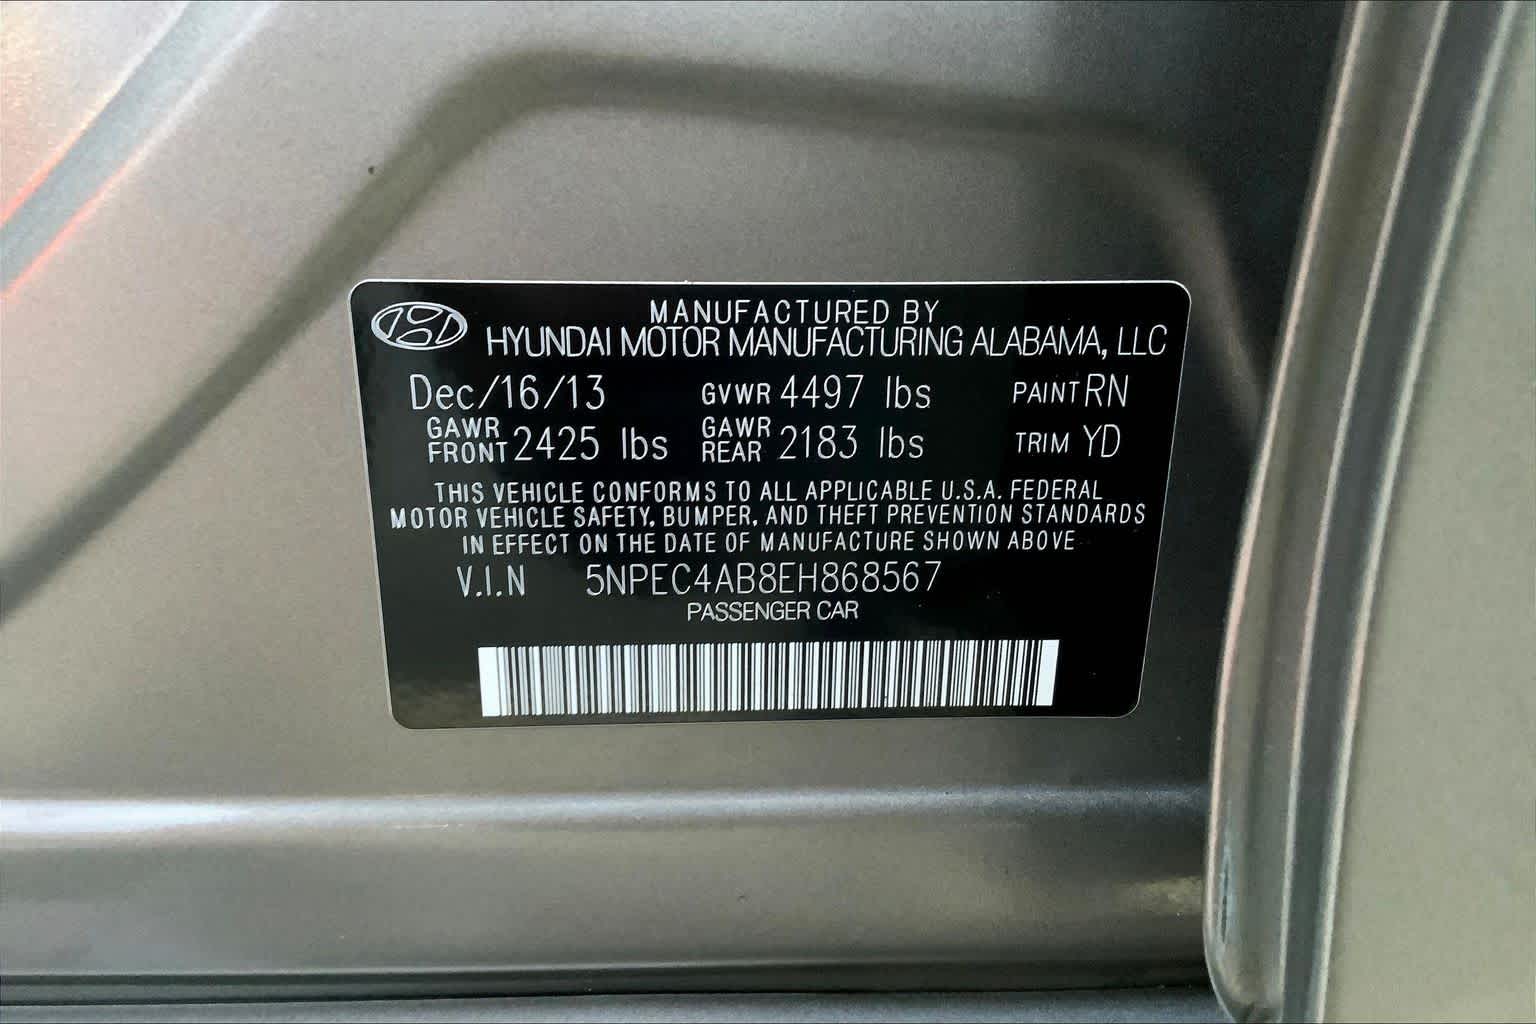 MANUFACTURED BY
HYUNDAI MOTOR MANUFACTURING ALABAMA, LLC
Dec/16/13 GVWR 4497 lbs PAINT RN
GAWR FRONT 2425 lbs GAWR REAR 2183 lbs TRIM YD
THIS VEHICLE CONFORMS TO ALL APPLICABLE U.S.A. FEDERAL
MOTOR VEHICLE SAFETY, BUMPER, AND THEFT PREVENTION STANDARDS
IN EFFECT ON THE DATE OF MANUFACTURE SHOWN ABOVE
V.I.N 5NPEC4AB8EH868567
PASSENGER CAR